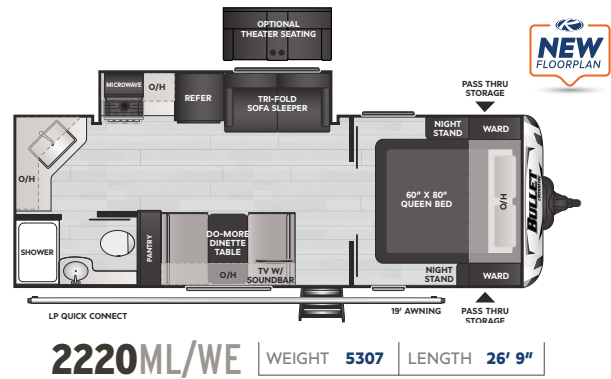 OPTIONAL
THEATER SEATING
NEW
FLOORPLAN
MICROWAVE
O/H
REFER
TRI-FOLD
SOFA SLEEPER
PASS THRU
STORAGE
NIGHT
STAND
WARD
O/H
60" X 80"
QUEEN BED
O/H
BULLET
SHOWER
PANTRY
DO-MORE
DINETTE
TABLE
O/H
TV W/
SOUNDBAR
NIGHT
STAND
WARD
LP QUICK CONNECT
19' AWNING
PASS THRU
STORAGE
2220ML/WE
WEIGHT 5307
LENGTH 26' 9"